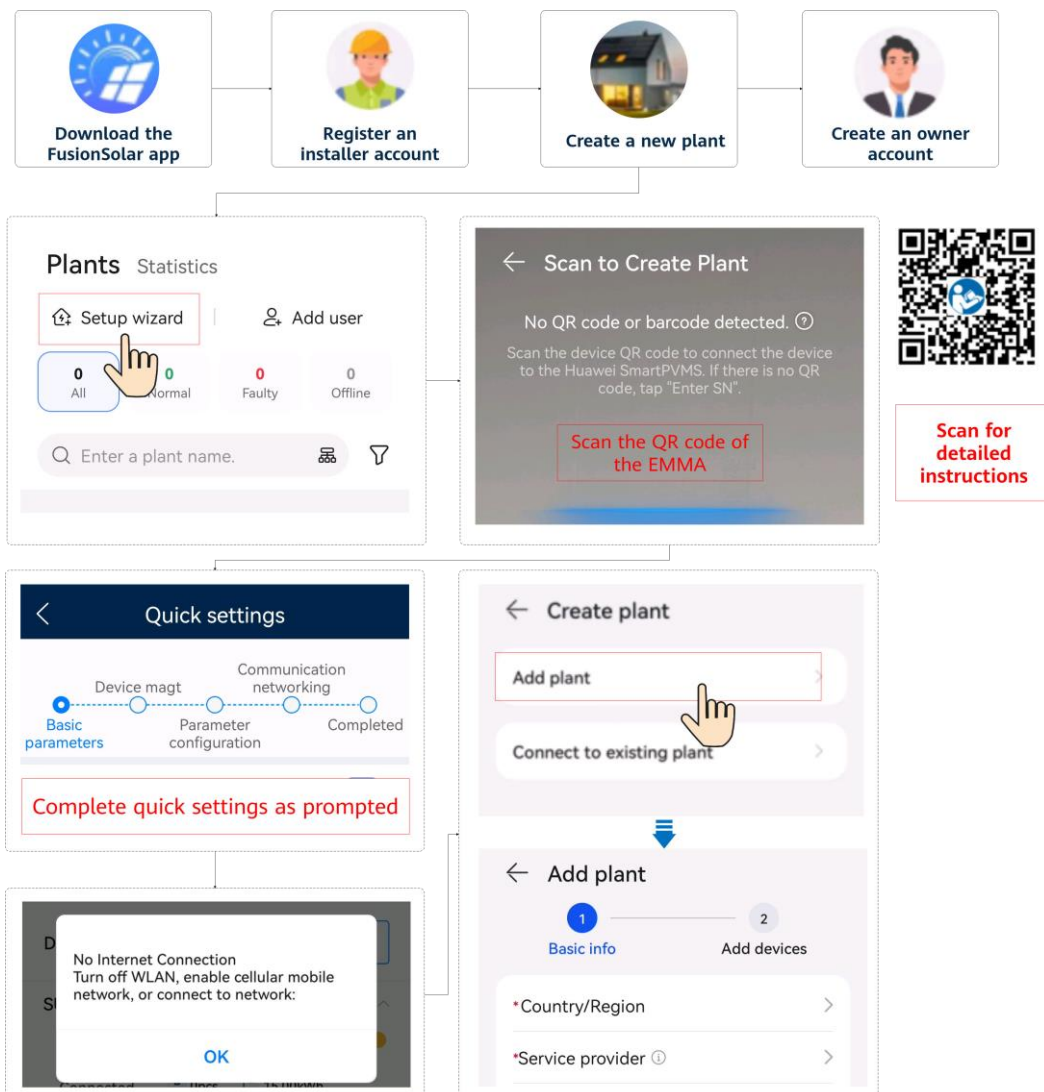 Download the
FusionSolar app
Register an
installer account
Create a new plant
Create an owner
account
Plants Statistics
Setup wizard
Add user
0
All
0
Normal
0
Faulty
0
Offline
Enter a plant name.
Scan to Create Plant
No QR code or barcode detected.
Scan the device QR code to connect the device
to the Huawei SmartPVMS. If there is no QR
code, tap "Enter SN".
Scan the QR code of
the EMMA
Scan for
detailed
instructions
Quick settings
Basic
parameters
Device magt
Parameter
configuration
Communication
networking
Completed
Complete quick settings as prompted
No Internet Connection
Turn off WLAN, enable cellular mobile
network, or connect to network:
OK
Create plant
Add plant
Connect to existing plant
Add plant
1
Basic info
2
Add devices
*Country/Region
*Service provider